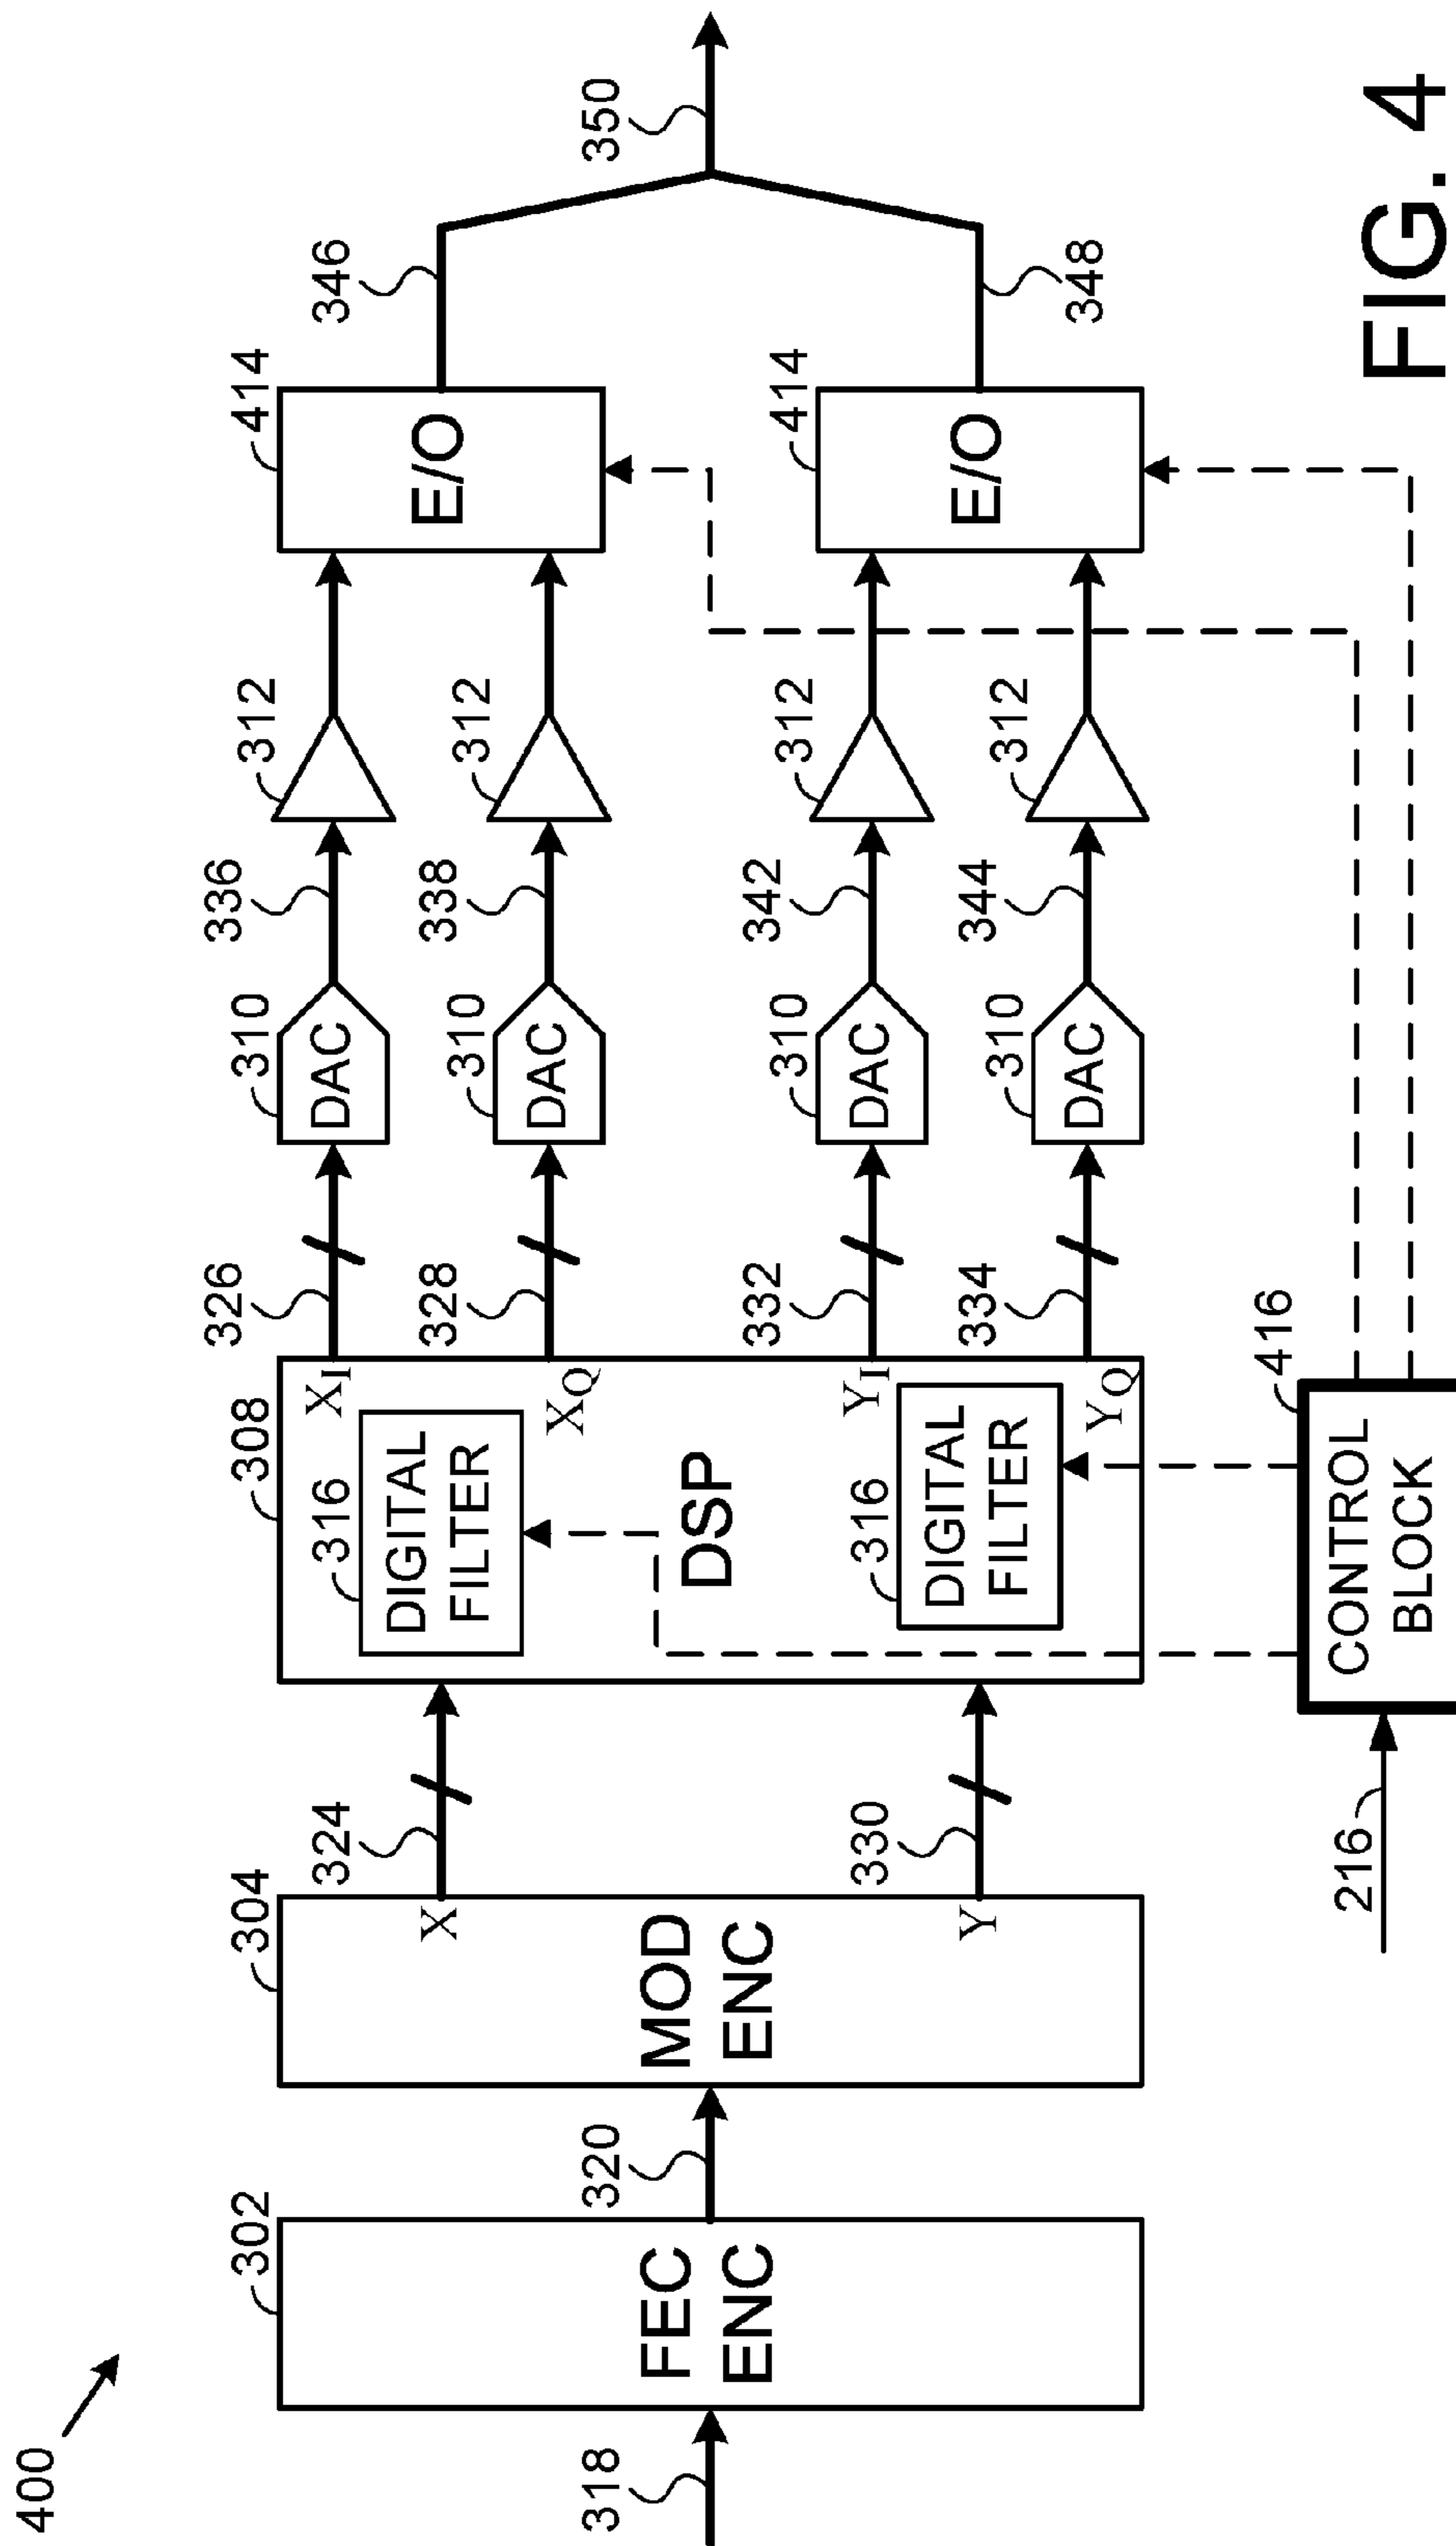 400
318
302
FEC
ENC
320
304
MOD
ENC
X
Y
324
330
308
316
DIGITAL
FILTER
DSP
316
DIGITAL
FILTER
XI
XQ
YI
YQ
326
328
332
334
310
DAC
310
DAC
310
DAC
310
DAC
336
338
342
344
312
312
312
312
414
E/O
414
E/O
346
348
350
216
416
CONTROL
BLOCK
FIG. 4